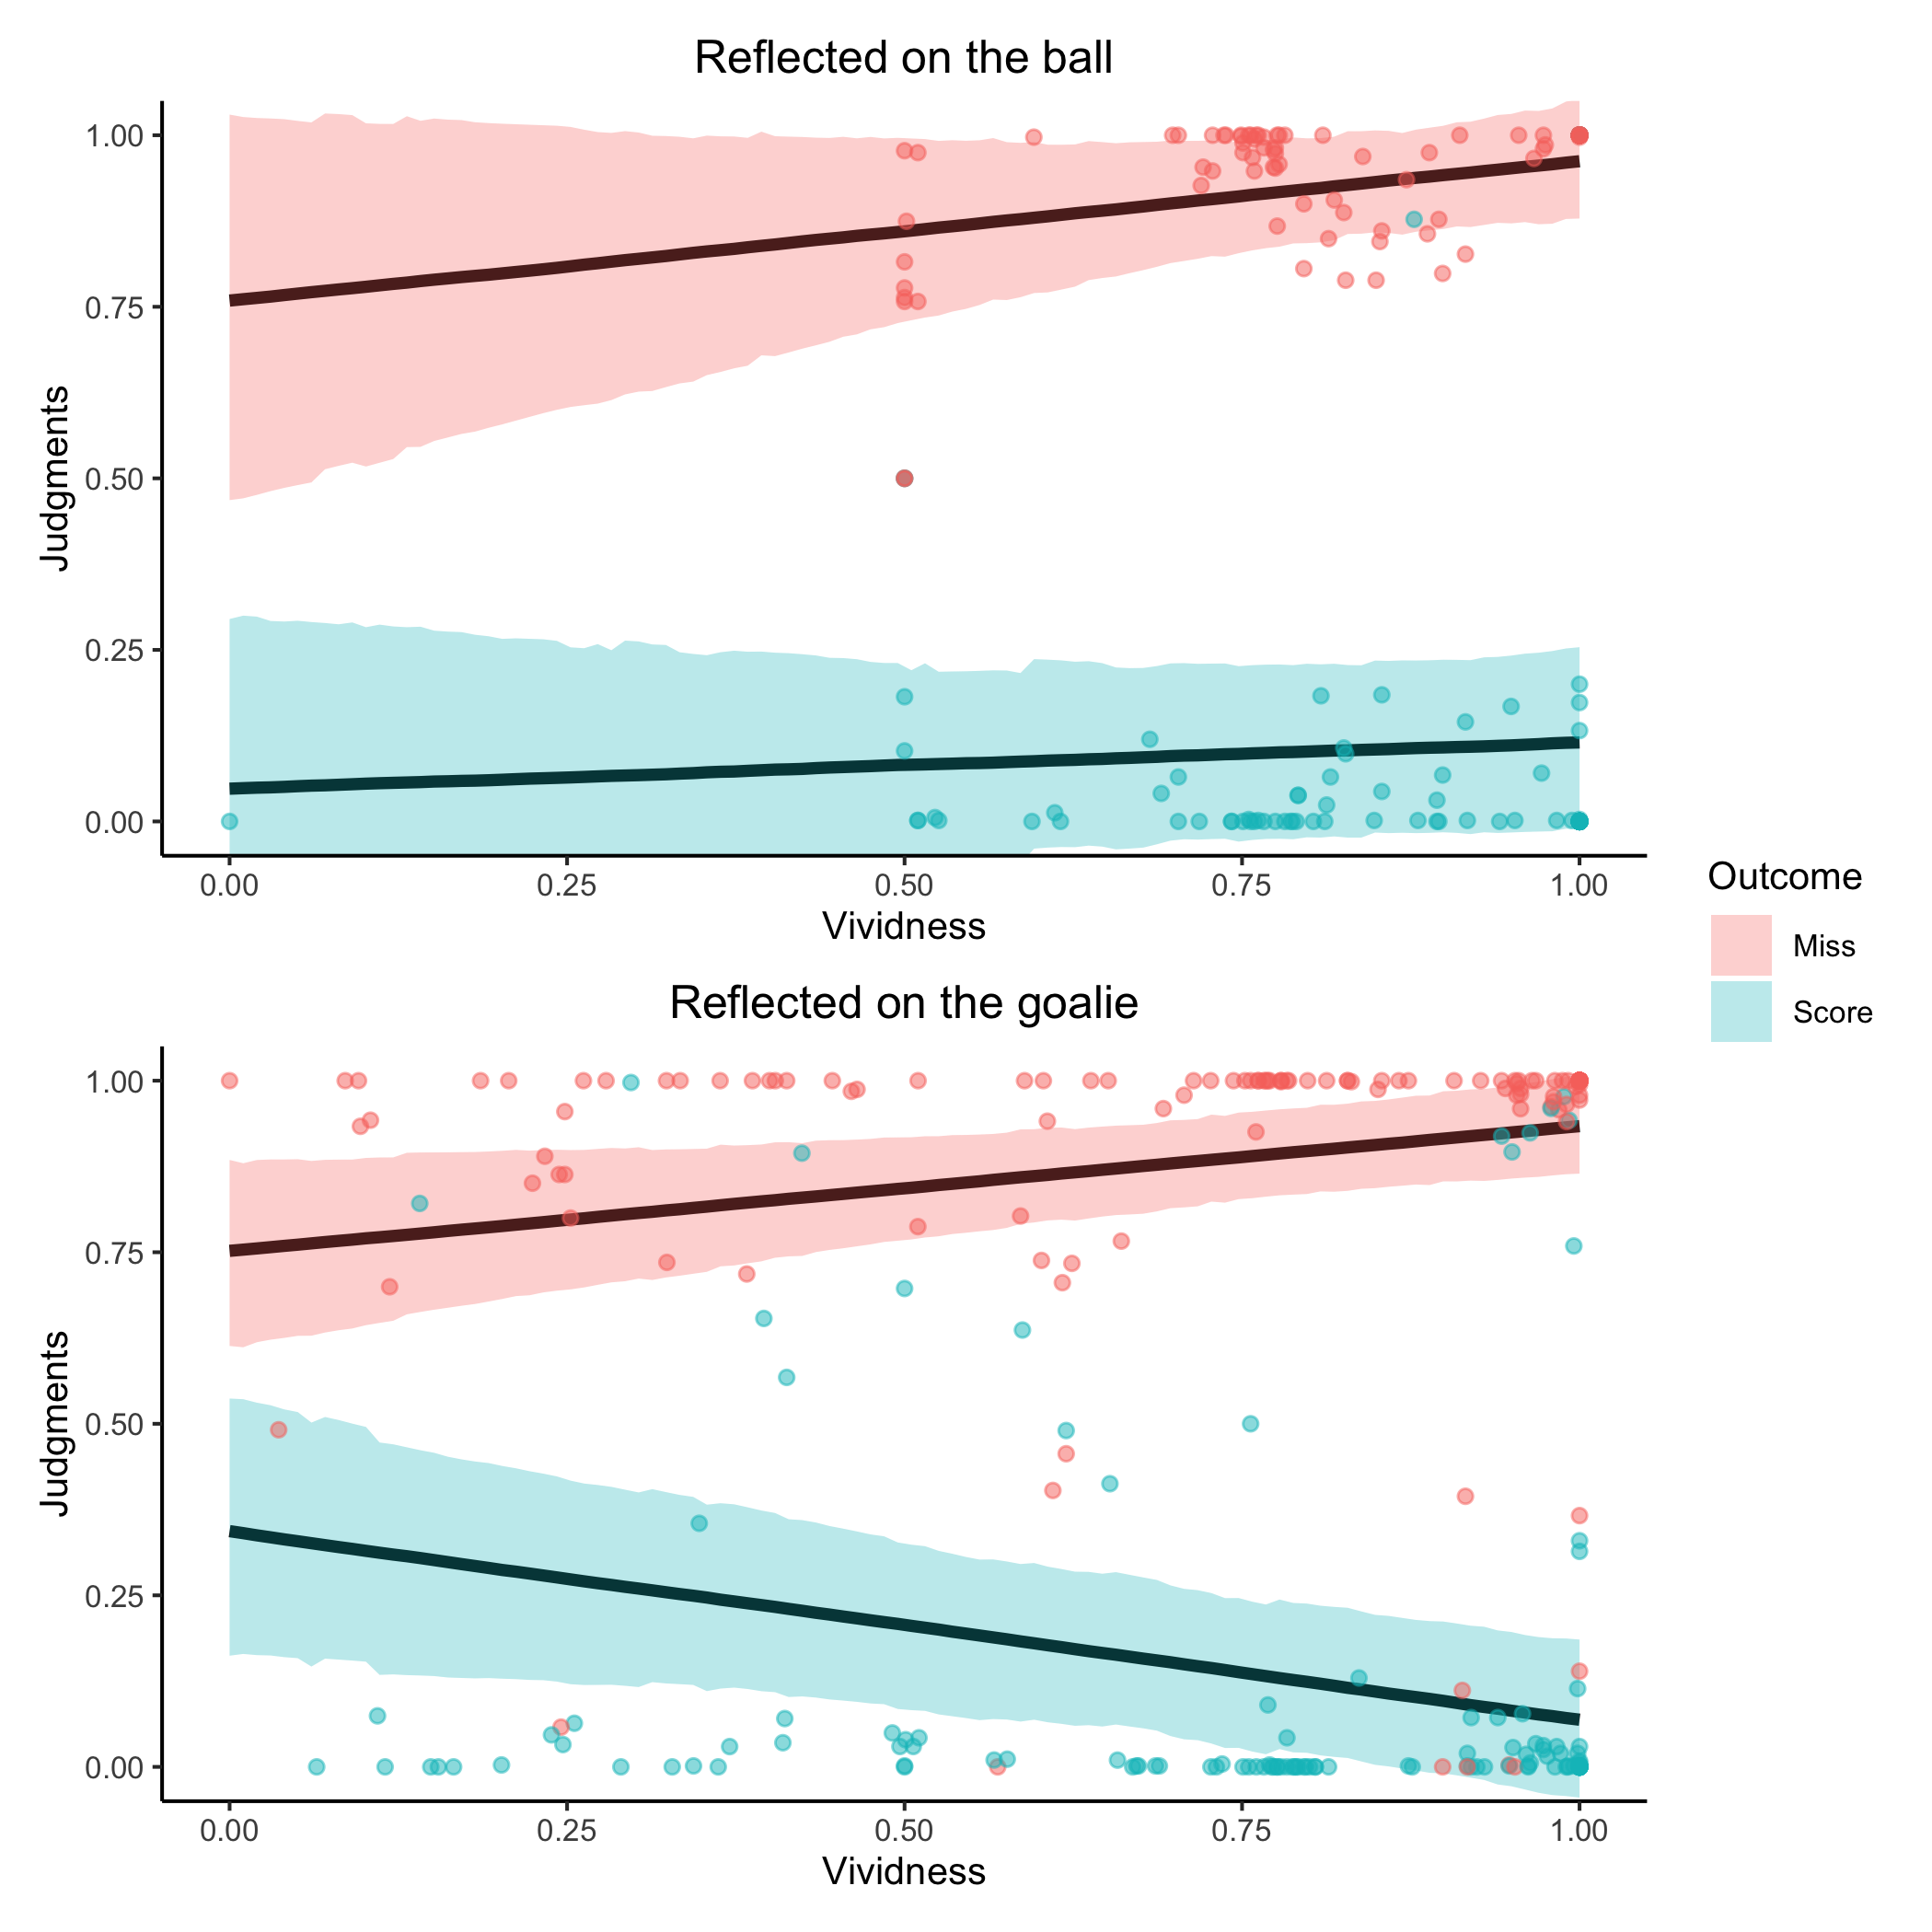 Reflected on the ball
1.00
0.75
0.50
0.25
0.00
Judgments
0.00 0.25 0.50 0.75 1.00
Vividness
Outcome
Miss
Score
Reflected on the goalie
1.00
0.75
0.50
0.25
0.00
Judgments
0.00 0.25 0.50 0.75 1.00
Vividness